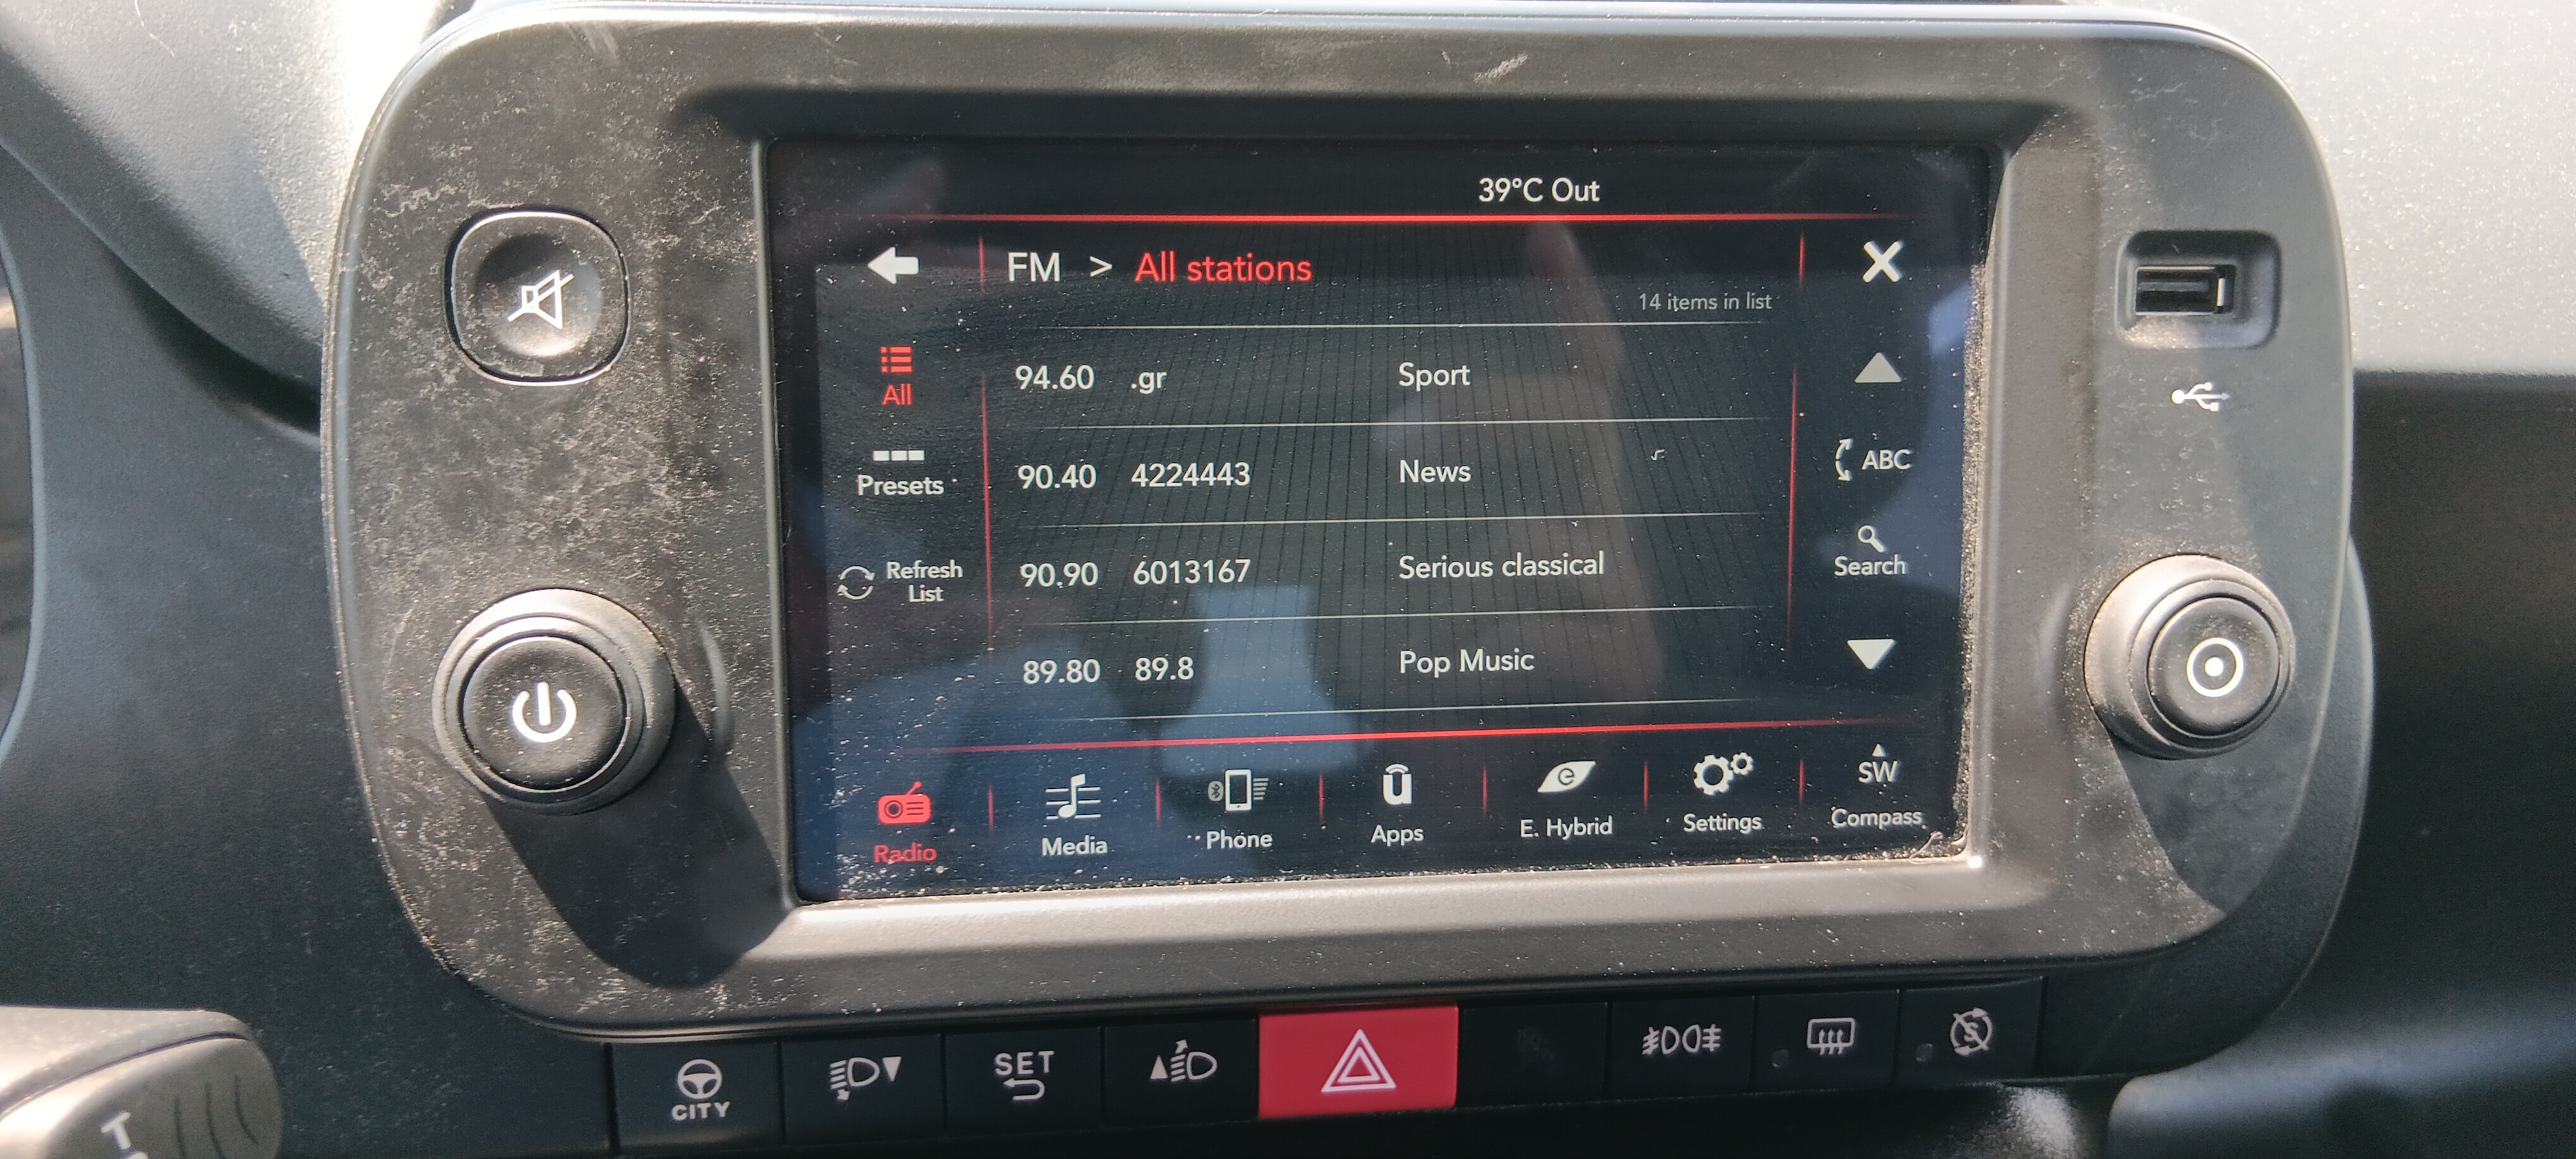 39°C Out
FM > All stations
14 items in list
All
94.60 .gr Sport
Presets
90.40 4224443 News
ABC
Refresh
List
90.90 6013167 Serious classical
Search
89.80 89.8 Pop Music
Radio
Media
Phone
Apps
E. Hybrid
Settings
SW
Compass
CITY
SET
T